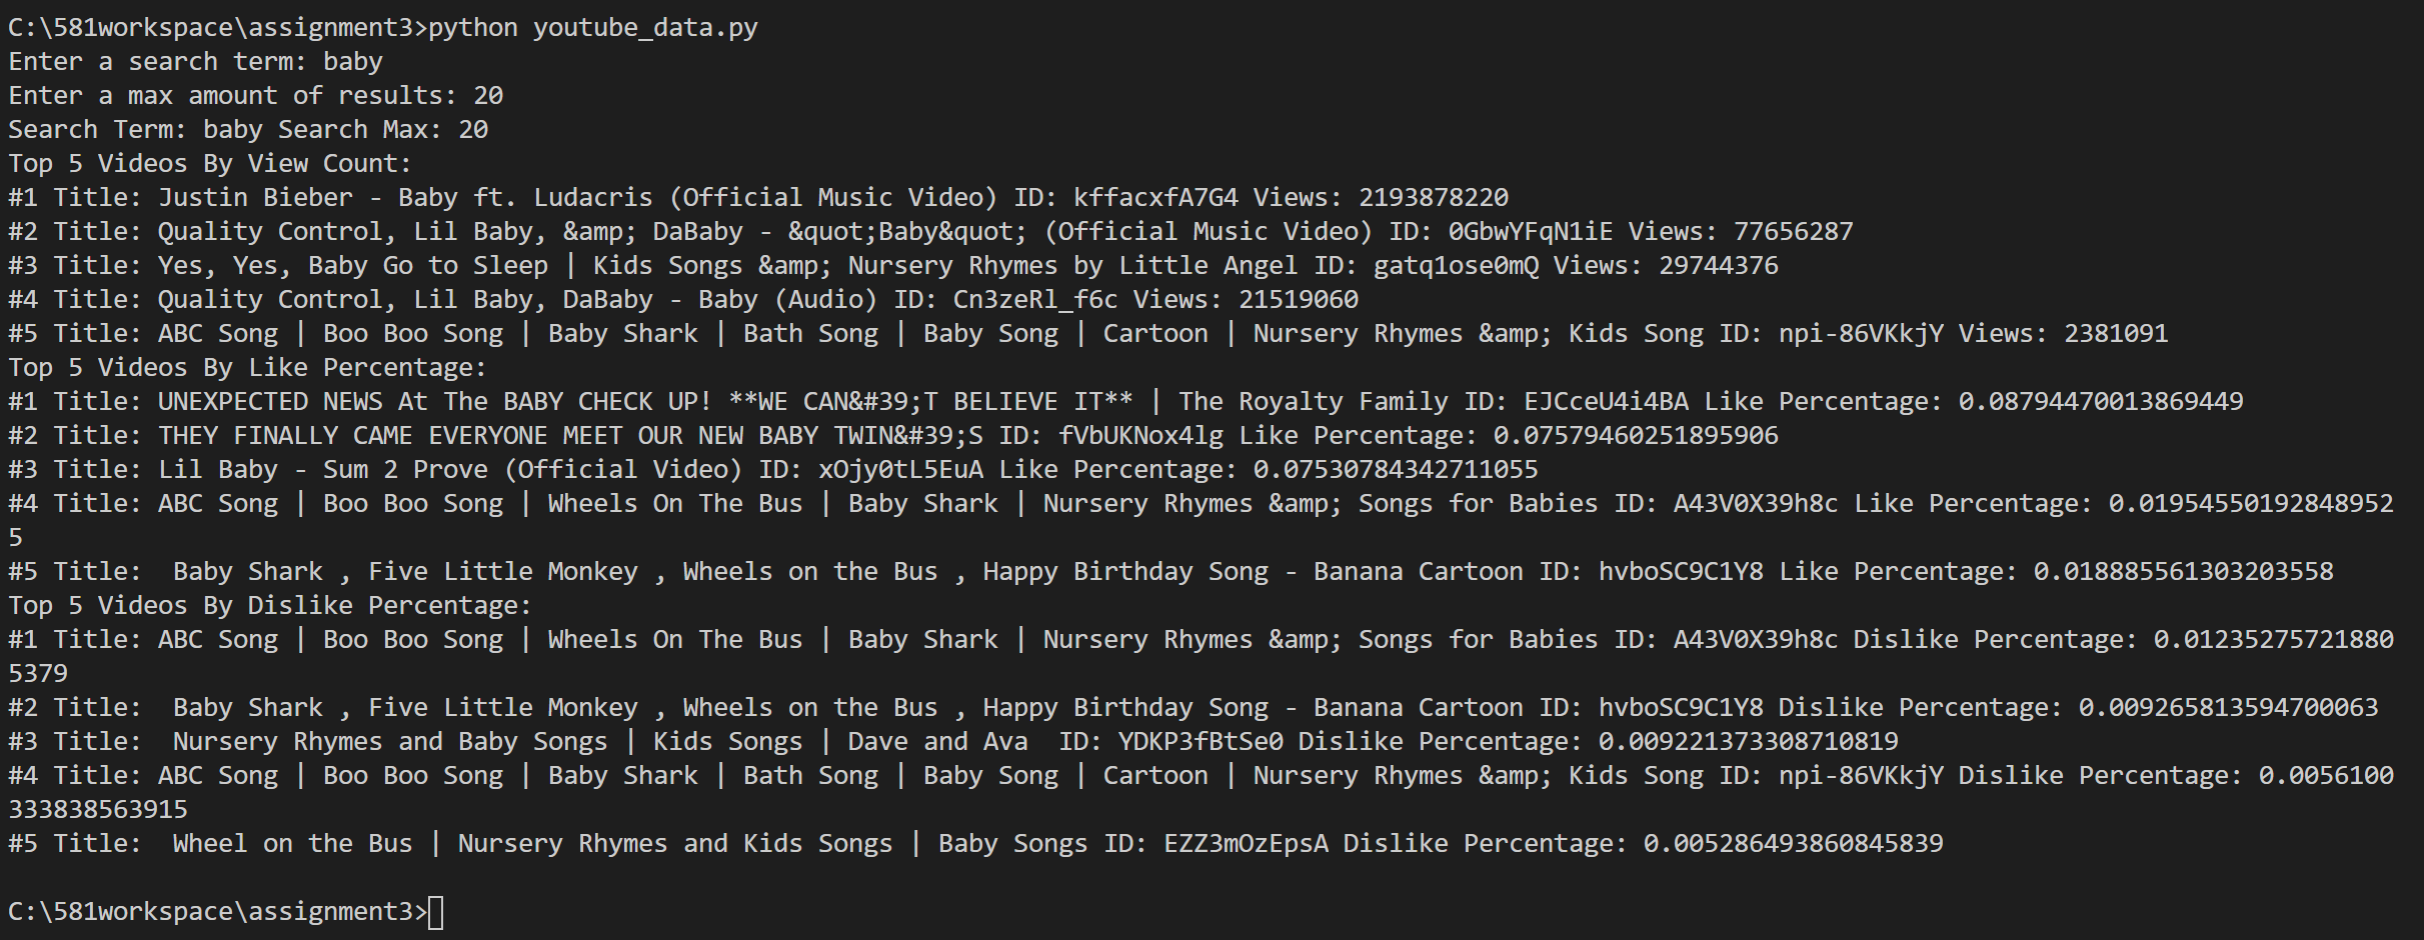 C:\581workspace\assignment3>python youtube_data.py
Enter a search term: baby
Enter a max amount of results: 20
Search Term: baby Search Max: 20
Top 5 Videos By View Count:
#1 Title: Justin Bieber - Baby ft. Ludacris (Official Music Video) ID: kffacxfA7G4 Views: 2193878220
#2 Title: Quality Control, Lil Baby, &amp; DaBaby - &quot;Baby&quot; (Official Music Video) ID: 0GbwYFqN1iE Views: 77656287
#3 Title: Yes, Yes, Baby Go to Sleep | Kids Songs &amp; Nursery Rhymes by Little Angel ID: gatq1ose0mQ Views: 29744376
#4 Title: Quality Control, Lil Baby, DaBaby - Baby (Audio) ID: Cn3zeRl_f6c Views: 21519060
#5 Title: ABC Song | Boo Boo Song | Baby Shark | Bath Song | Baby Song | Cartoon | Nursery Rhymes &amp; Kids Song ID: npi-86VKkjY Views: 2381091
Top 5 Videos By Like Percentage:
#1 Title: UNEXPECTED NEWS At The BABY CHECK UP! **WE CAN&#39;T BELIEVE IT** | The Royalty Family ID: EJCceU4i4BA Like Percentage: 0.08794470013869449
#2 Title: THEY FINALLY CAME EVERYONE MEET OUR NEW BABY TWIN&#39;S ID: fVbUKNox4lg Like Percentage: 0.07579460251895906
#3 Title: Lil Baby - Sum 2 Prove (Official Video) ID: xOjy0tL5EuA Like Percentage: 0.07530784342711055
#4 Title: ABC Song | Boo Boo Song | Wheels On The Bus | Baby Shark | Nursery Rhymes &amp; Songs for Babies ID: A43V0X39h8c Like Percentage: 0.01954550192848952
5
#5 Title:  Baby Shark , Five Little Monkey , Wheels on the Bus , Happy Birthday Song - Banana Cartoon ID: hvboSC9C1Y8 Like Percentage: 0.018885561303203558
Top 5 Videos By Dislike Percentage:
#1 Title: ABC Song | Boo Boo Song | Wheels On The Bus | Baby Shark | Nursery Rhymes &amp; Songs for Babies ID: A43V0X39h8c Dislike Percentage: 0.01235275721880
5379
#2 Title:  Baby Shark , Five Little Monkey , Wheels on the Bus , Happy Birthday Song - Banana Cartoon ID: hvboSC9C1Y8 Dislike Percentage: 0.009265813594700063
#3 Title:  Nursery Rhymes and Baby Songs | Kids Songs | Dave and Ava  ID: YDKP3fBtSe0 Dislike Percentage: 0.009221373308710819
#4 Title: ABC Song | Boo Boo Song | Baby Shark | Bath Song | Baby Song | Cartoon | Nursery Rhymes &amp; Kids Song ID: npi-86VKkjY Dislike Percentage: 0.0056100
333838563915
#5 Title:  Wheel on the Bus | Nursery Rhymes and Kids Songs | Baby Songs ID: EZZ3mOzEpsA Dislike Percentage: 0.005286493860845839
C:\581workspace\assignment3>